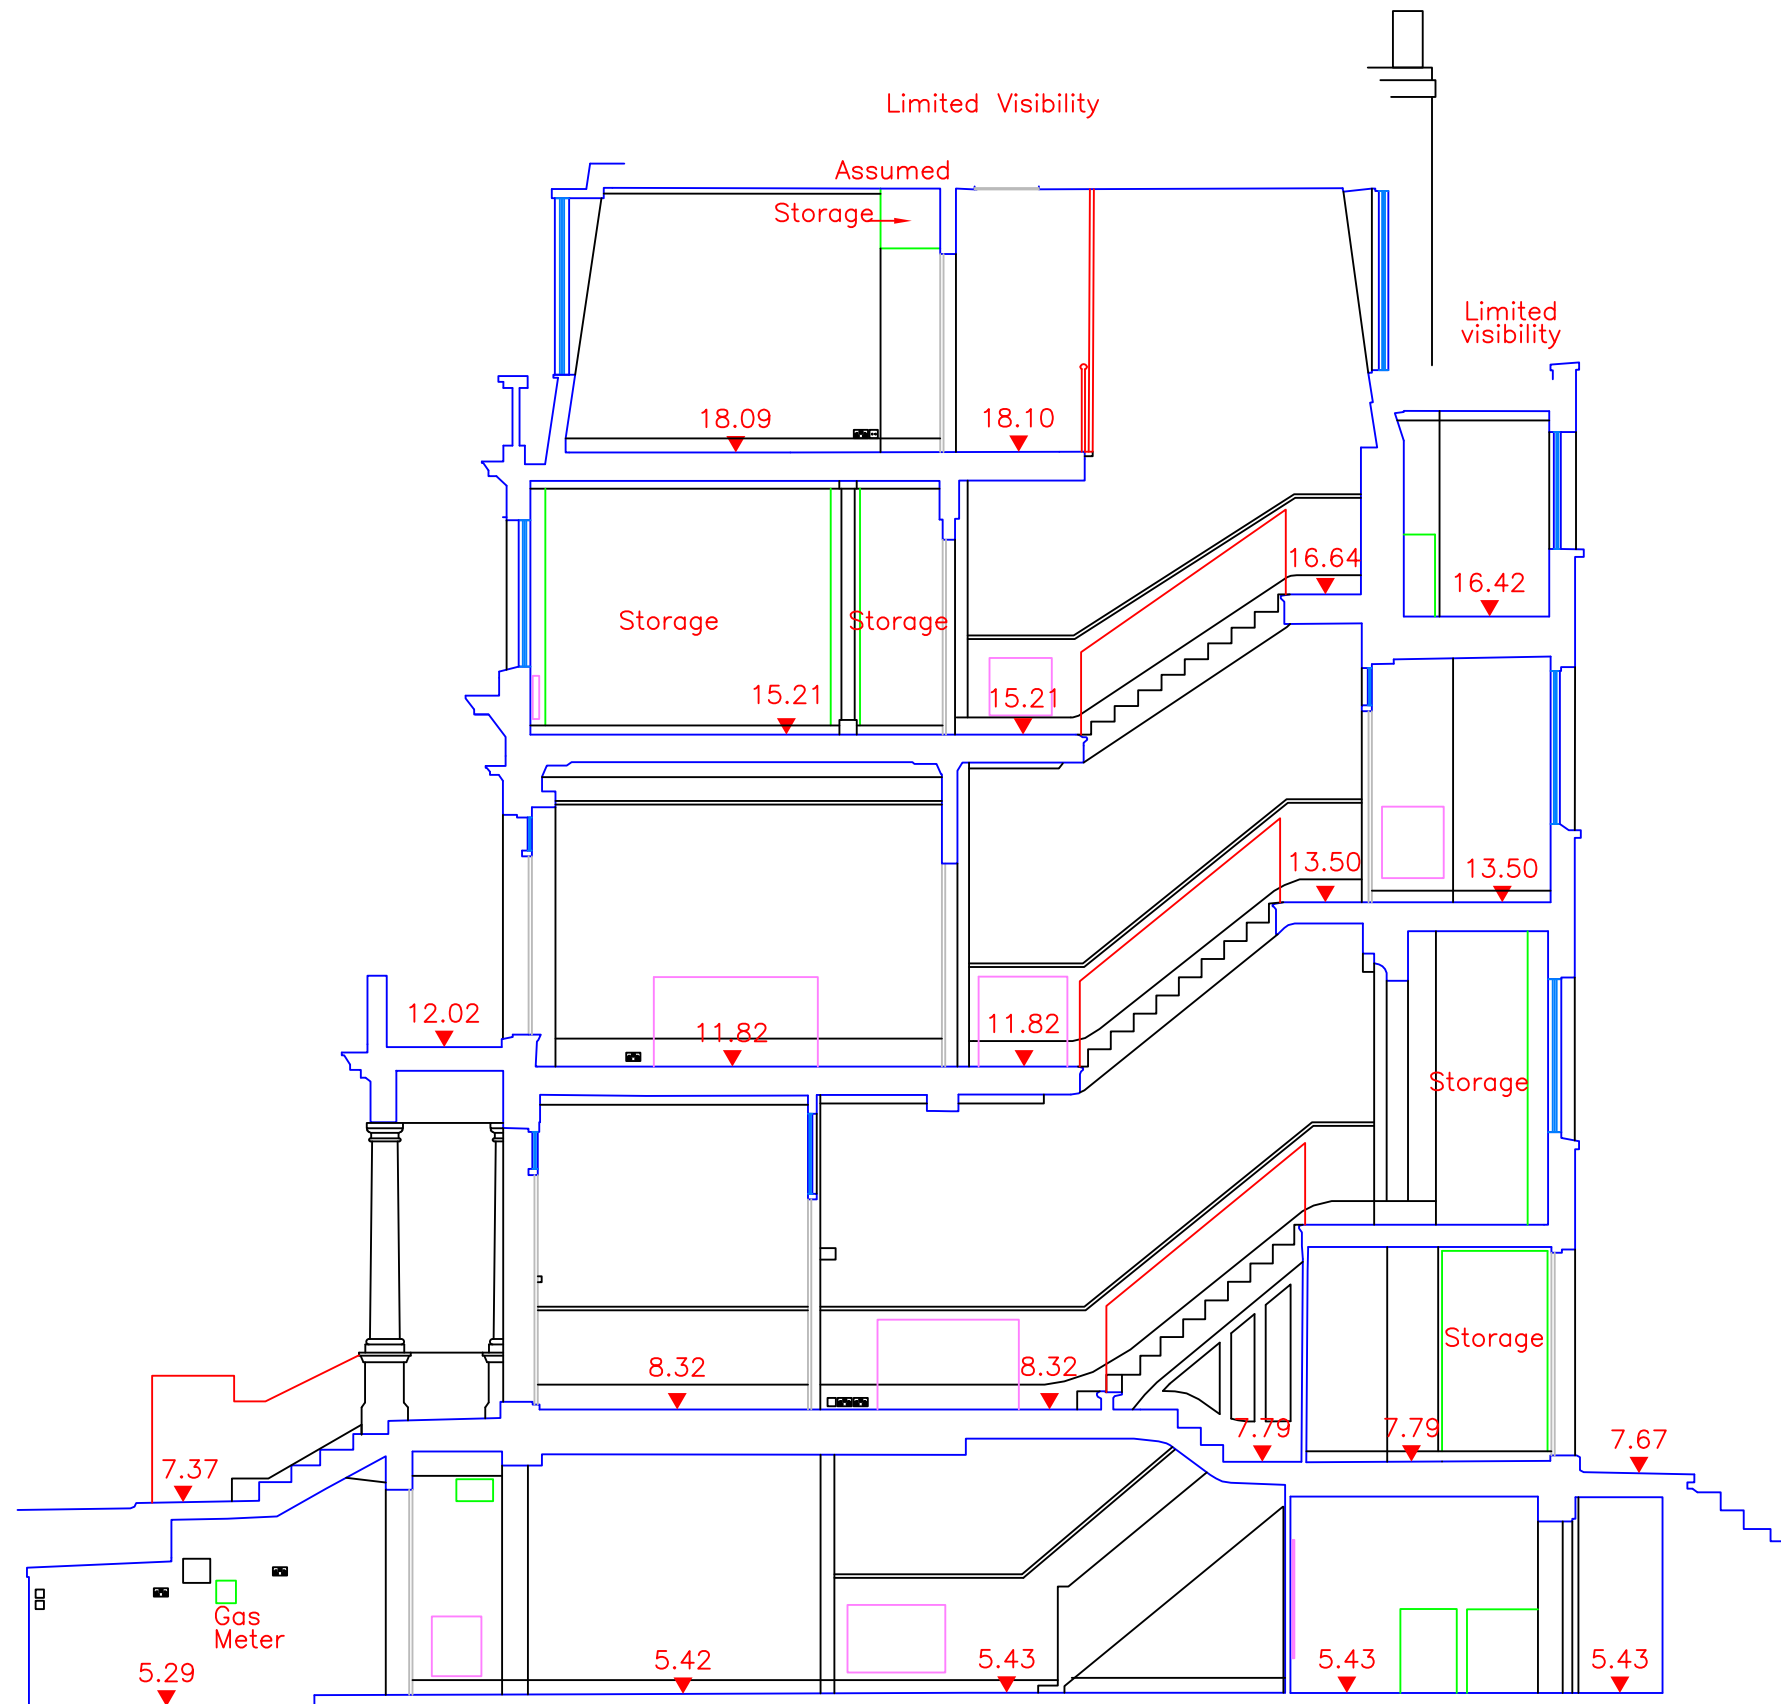 Limited Visibility
Assumed
Storage
Limited
visibility
18.09
18.10
16.64
16.42
Storage
Storage
15.21
15.21
13.50
13.50
12.02
11.82
11.82
Storage
Storage
8.32
8.32
7.79
7.79
7.67
7.37
Gas
Meter
5.29
5.42
5.43
5.43
5.43